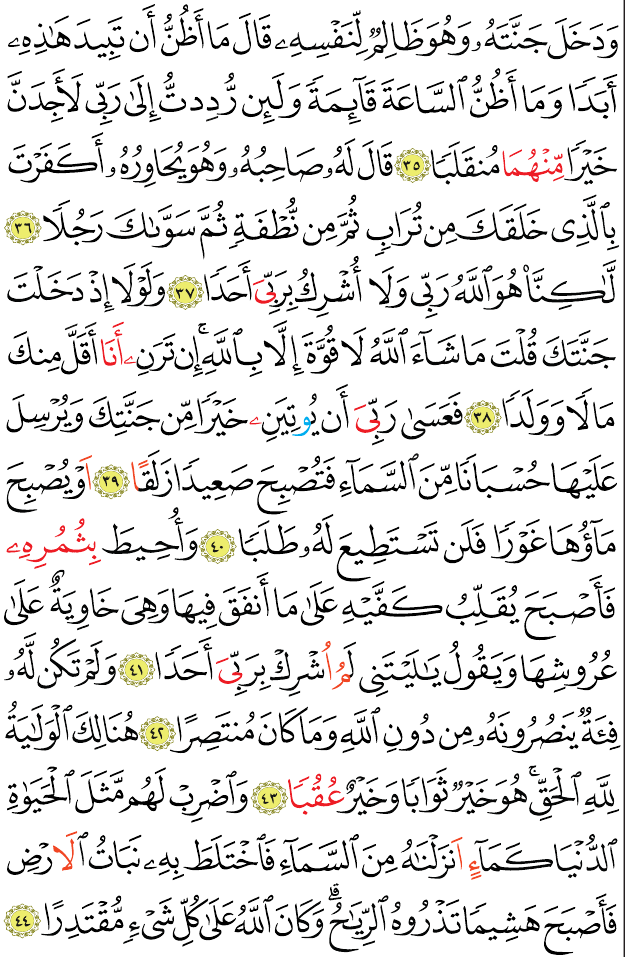 وَدَخَلَ جَنَّتَهُۥ وَهُوَ ظَالِمٌ لِّنَفْسِهِۦ قَالَ مَا أَظُنُّ أَن تَبِيدَ هَٰذِهِۦ
أَبَدًا وَمَا أَظُنُّ ٱلسَّاعَةَ قَآئِمَةً وَلَئِن رُّدِدتُّ إِلَىٰ رَبِّى لَأَجِدَنَّ
خَيْرًا مِّنْهُمَا مُنقَلَبًا ٣٥ قَالَ لَهُۥ صَاحِبُهُۥ وَهُوَ يُحَاوِرُهُۥ أَكَفَرْتَ
بِٱلَّذِى خَلَقَكَ مِن تُرَابٍ ثُمَّ مِن نُّطْفَةٍ ثُمَّ سَوَّىٰكَ رَجُلًا ٣٦
لَّٰكِنَّا۠ هُوَ ٱللَّهُ رَبِّى وَلَا أُشْرِكُ بِرَبِّىَ أَحَدًا ٣٧ وَلَوْلَا إِذْ دَخَلْتَ
جَنَّتَكَ قُلْتَ مَا شَآءَ ٱللَّهُ لَا قُوَّةَ إِلَّا بِٱللَّهِ ۚ إِن تَرَنِۦ أَنَا أَقَلَّ مِنكَ
مَالًا وَوَلَدًا ٣٨ فَعَسَىٰ رَبِّىَ أَن يُوتِيَنِۦ خَيْرًا مِّن جَنَّتِكَ وَيُرْسِلَ
عَلَيْهَا حُسْبَانًا مِّنَ ٱلسَّمَآءِ فَتُصْبِحَ صَعِيدًا زَلَقًا ٣٩ اَوْ يُصْبِحَ
مَآؤُهَا غَوْرًا فَلَن تَسْتَطِيعَ لَهُۥ طَلَبًا ٤٠ وَأُحِيطَ بِثُمُرِهِۦ
فَأَصْبَحَ يُقَلِّبُ كَفَّيْهِ عَلَىٰ مَا أَنفَقَ فِيهَا وَهِىَ خَاوِيَةٌ عَلَىٰ
عُرُوشِهَا وَيَقُولُ يَٰلَيْتَنِى لَمُ اُشْرِكْ بِرَبِّىَ أَحَدًا ٤١ وَلَمْ تَكُن لَّهُۥ
فِئَةٌ يَنصُرُونَهُۥ مِن دُونِ ٱللَّهِ وَمَا كَانَ مُنتَصِرًا ٤٢ هُنَالِكَ ٱلْوَلَٰيَةُ
لِلَّهِ ٱلْحَقِّ ۚ هُوَ خَيْرٌ ثَوَابًا وَخَيْرٌ عُقُبًا ٤٣ وَٱضْرِبْ لَهُم مَّثَلَ ٱلْحَيَوٰةِ
ٱلدُّنْيَا كَمَآءٍ اَنزَلْنَٰهُ مِنَ ٱلسَّمَآءِ فَٱخْتَلَطَ بِهِۦ نَبَاتُ ٱلَارْضِ
فَأَصْبَحَ هَشِيمًا تَذْرُوهُ ٱلرِّيَٰحُ ۗ وَكَانَ ٱللَّهُ عَلَىٰ كُلِّ شَىْءٍ مُّقْتَدِرًا ٤٤